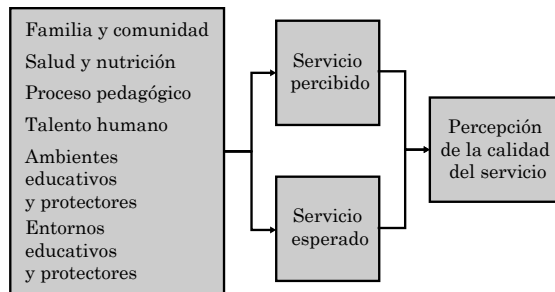 Familia y comunidad
Salud y nutrición
Proceso pedagógico
Talento humano
Ambientes
educativos
y protectores
Entornos
educativos
y protectores
Servicio
percibido
Servicio
esperado
Percepción
de la calidad
del servicio